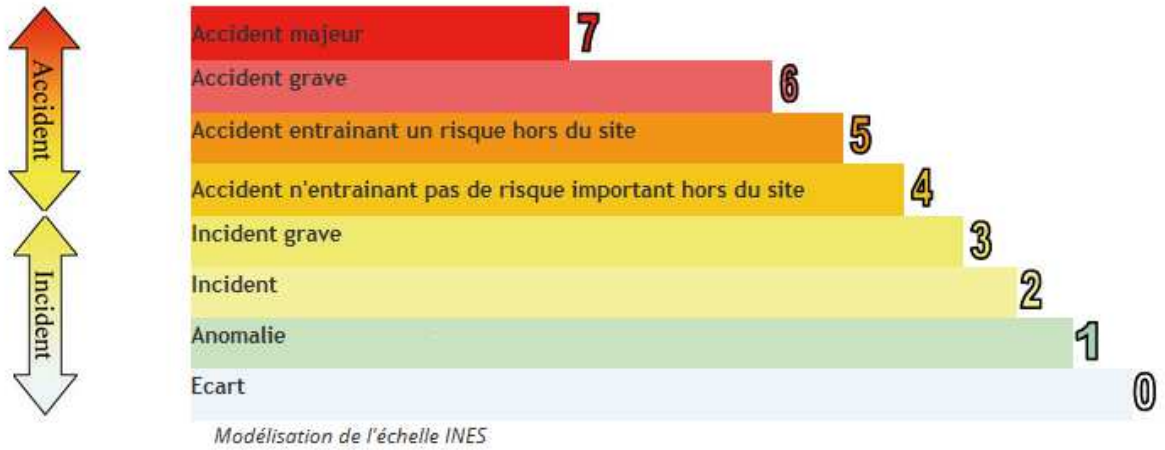 Accident
Incident
Accident majeur 7
Accident grave 6
Accident entrainant un risque hors du site 5
Accident n'entrainant pas de risque important hors du site 4
Incident grave 3
Incident 2
Anomalie 1
Ecart 0
Modélisation de l'échelle INES